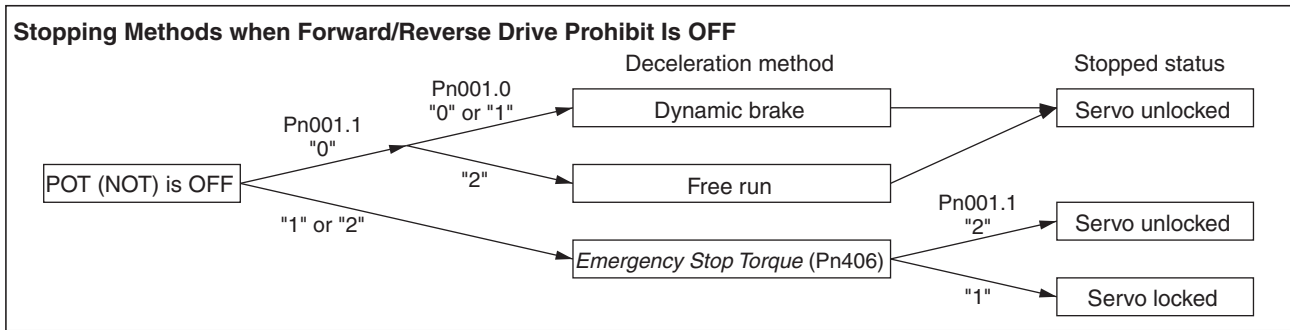 Stopping Methods when Forward/Reverse Drive Prohibit Is OFF
Deceleration method
Stopped status
Pn001.0
"0" or "1"
Dynamic brake
Servo unlocked
Pn001.1
"0"
POT (NOT) is OFF
"2"
Free run
"1" or "2"
Pn001.1
"2"
Servo unlocked
Emergency Stop Torque (Pn406)
"1"
Servo locked